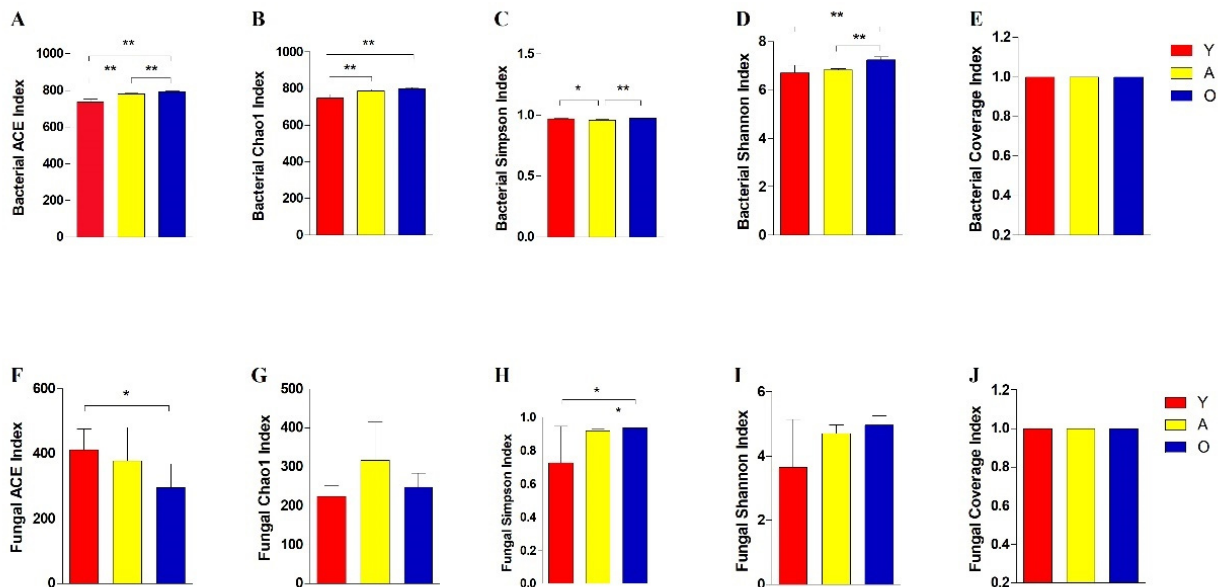 A
Bacterial ACE Index
1000
800
600
400
200
0
**
**
**
B
Bacterial Chao1 Index
1000
800
600
400
200
0
**
**
C
Bacterial Simpson Index
1.5
1.0
0.5
0.0
*
**
D
Bacterial Shannon Index
8
6
4
2
0
**
**
E
Bacterial Coverage Index
1.2
1.0
0.8
0.6
0.4
0.2
Y
A
O
F
Fungal ACE Index
600
400
200
0
*
G
Fungal Chao1 Index
500
400
300
200
100
0
H
Fungal Simpson Index
1.0
0.8
0.6
0.4
0.2
0.0
*
*
I
Fungal Shannon Index
6
4
2
0
J
Fungal Coverage Index
1.2
1.0
0.8
0.6
0.4
0.2
Y
A
O